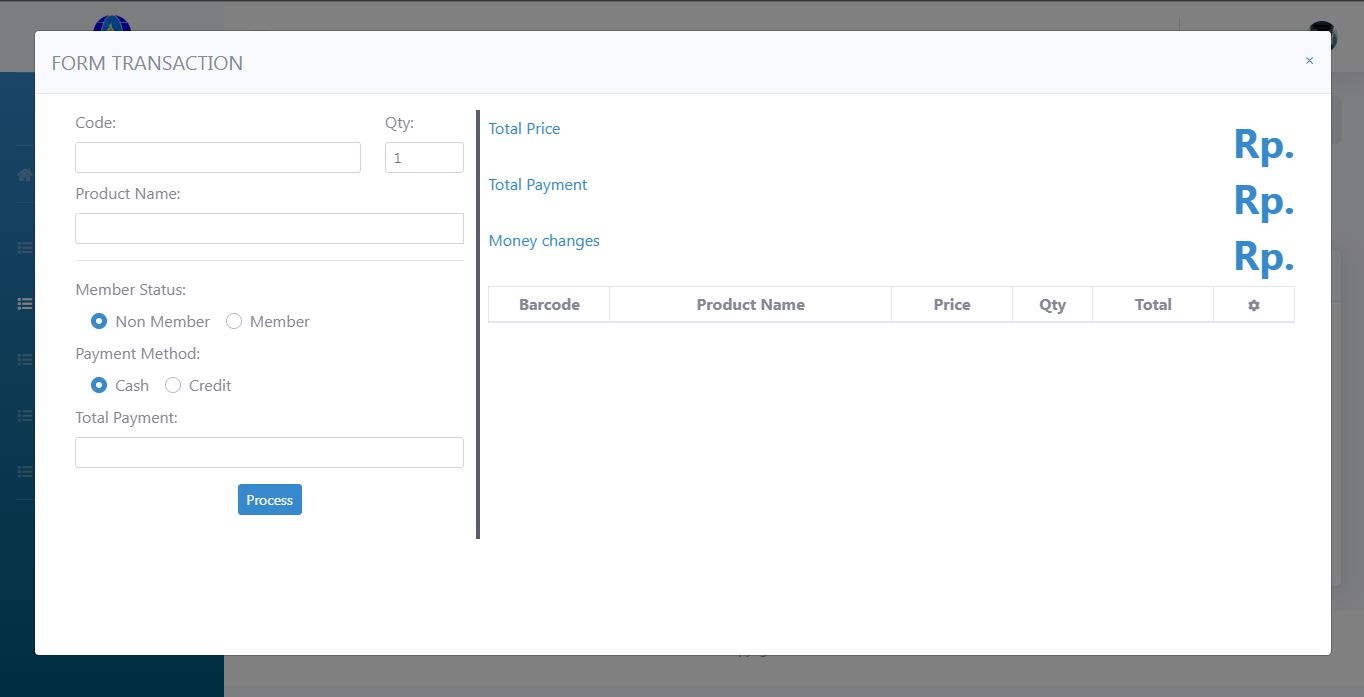 FORM TRANSACTION
×
Code:
Qty:
1
Product Name:
Member Status:
Non Member
Member
Payment Method:
Cash
Credit
Total Payment:
Process
Total Price
Rp.
Total Payment
Rp.
Money changes
Rp.
Barcode Product Name Price Qty Total